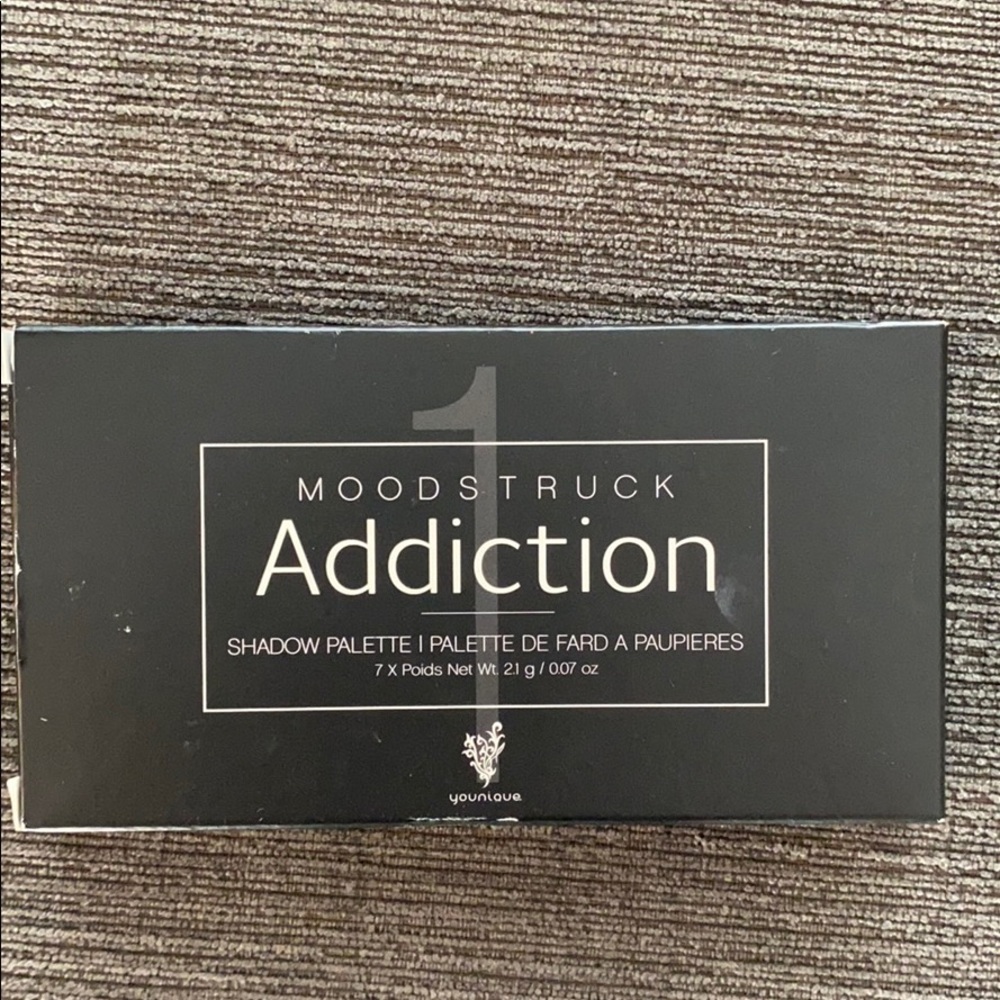 1
MOODSTRUCK
Addiction
SHADOW PALETTE | PALETTE DE FARD A PAUPIERES
7 X Poids Net Wt. 2.1 g / 0.07 oz
younique